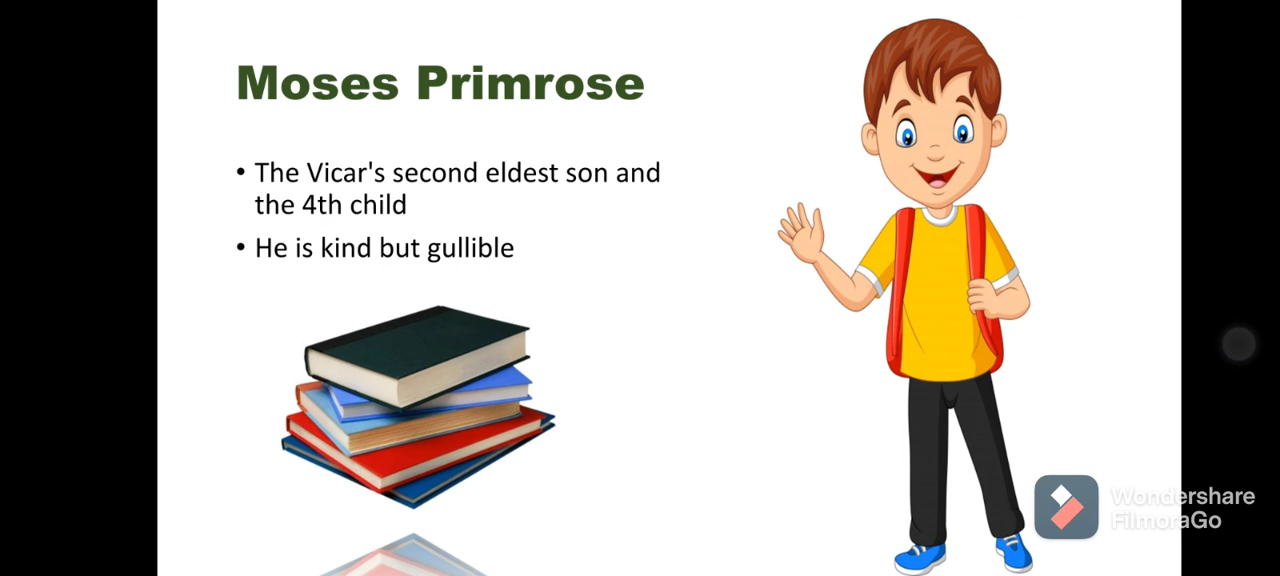 Moses Primrose
• The Vicar's second eldest son and
the 4th child
• He is kind but gullible
Wondershare
FilmoraGo